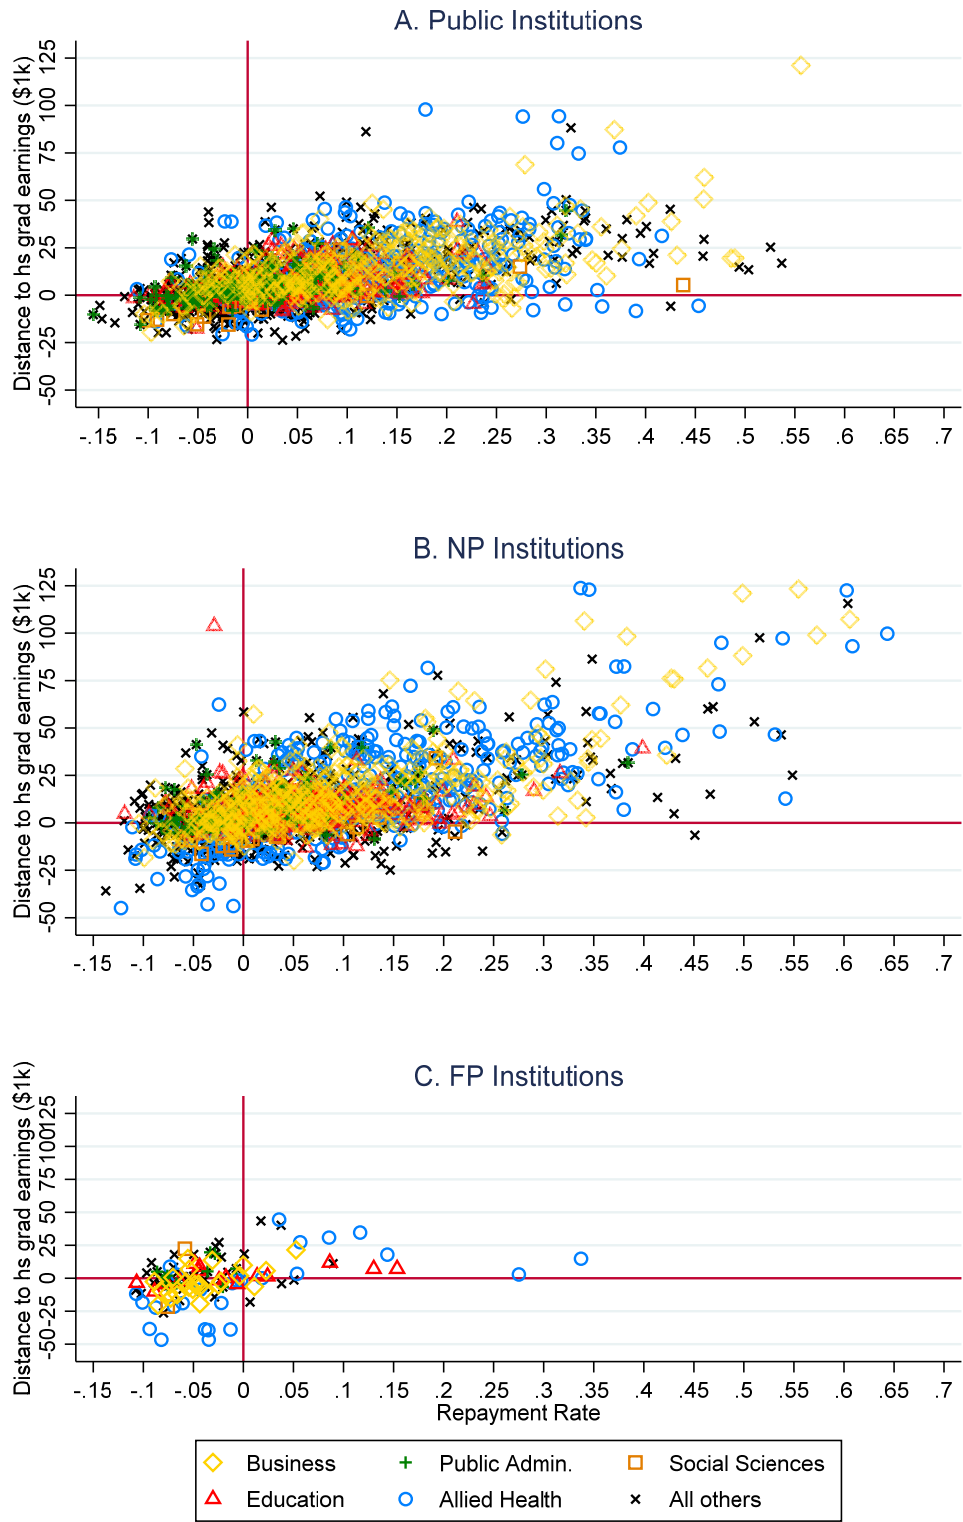 A. Public Institutions
Distance to hs grad earnings ($1k)
125
100
75
50
25
0
-25
-50
-.15 -.1 -.05 0 .05 .1 .15 .2 .25 .3 .35 .4 .45 .5 .55 .6 .65 .7
B. NP Institutions
Distance to hs grad earnings ($1k)
125
100
75
50
25
0
-25
-50
-.15 -.1 -.05 0 .05 .1 .15 .2 .25 .3 .35 .4 .45 .5 .55 .6 .65 .7
C. FP Institutions
Distance to hs grad earnings ($1k)
125
100
75
50
25
0
-25
-50
-.15 -.1 -.05 0 .05 .1 .15 .2 .25 .3 .35 .4 .45 .5 .55 .6 .65 .7
Repayment Rate
Business Public Admin. Social Sciences
Education Allied Health All others